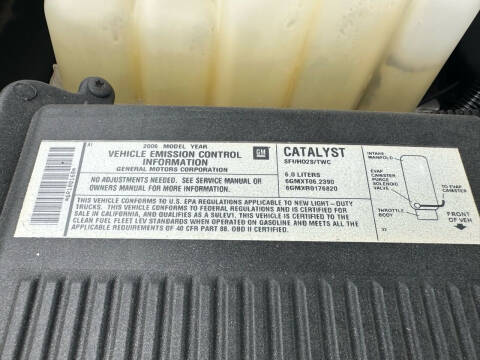 A1
2006 MODEL YEAR
VEHICLE EMISSION CONTROL
INFORMATION
GENERAL MOTORS CORPORATION
GM
NO ADJUSTMENTS NEEDED. SEE SERVICE MANUAL OR
OWNERS MANUAL FOR MORE INFORMATION.
CATALYST
SFI/HO2S/TWC
6.0 LITERS
6GMXT06.2390
6GMXR0176820
THIS VEHICLE CONFORMS TO U.S. EPA REGULATIONS APPLICABLE TO NEW LIGHT-DUTY
TRUCKS. THIS VEHICLE CONFORMS TO FEDERAL REGULATIONS AND IS CERTIFIED FOR
SALE IN CALIFORNIA, AND QUALIFIES AS A SULEV1. THIS VEHICLE IS CERTIFIED TO
CLEAN FUEL FLEET LEV STANDARDS WHEN OPERATED ON GASOLINE AND MEETS ALL THE
APPLICABLE REQUIREMENTS OF 40 CFR PART 88. OBD II CERTIFIED.
INTAKE
MANIFOLD
EVAP
CANISTER
PURGE
SOLENOID
VALVE
THROTTLE
BODY
TO EVAP
CANISTER
FRONT
OF VEH